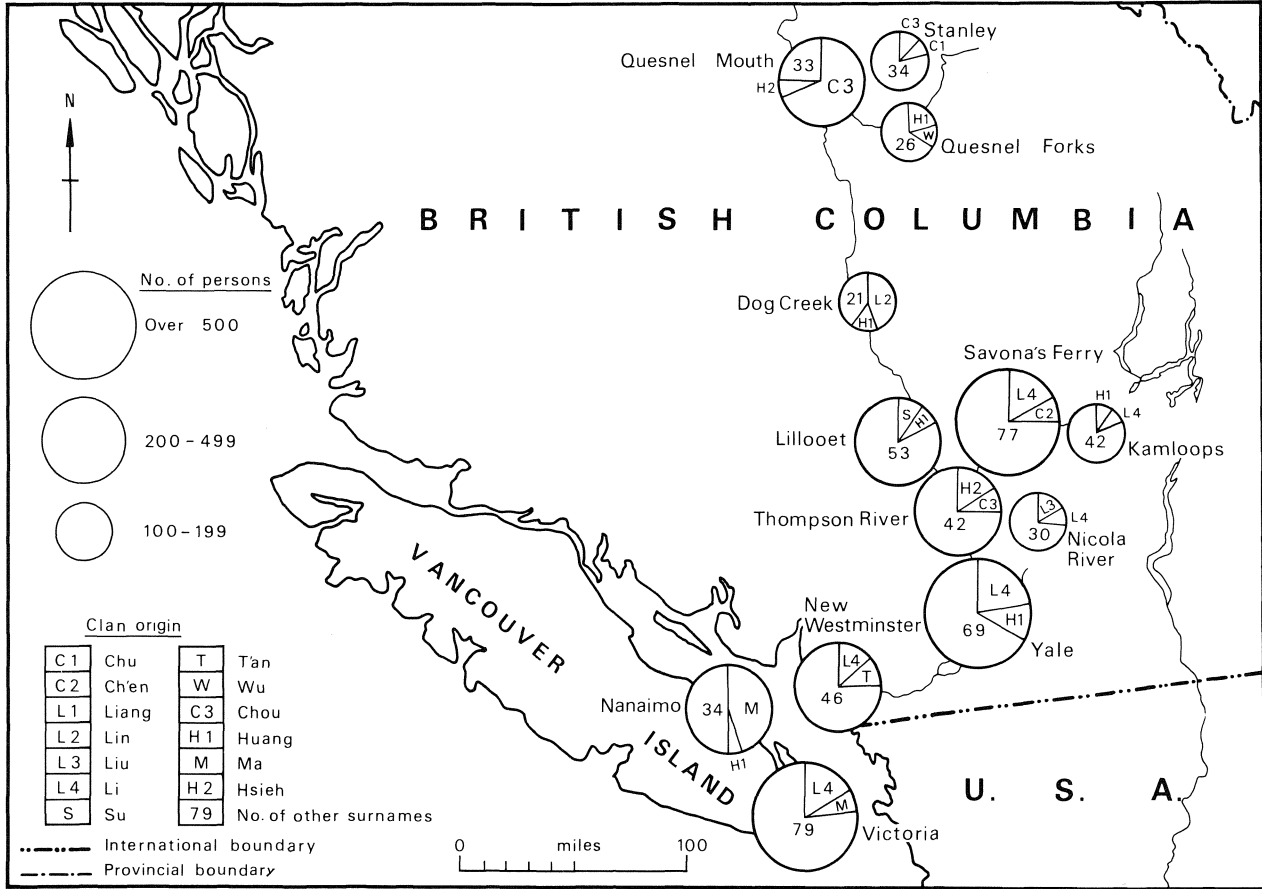 C3 Stanley
C1
34
Quesnel Mouth
33
H2
C3
H1
W
26
Quesnel Forks
N
BRITISH COLUMBIA
No. of persons
Over 500
200-499
100-199
Dog Creek
21
L2
H1
Savona's Ferry
L4
C2
77
H1
L4
42
Kamloops
Lillooet
S
H1
53
Thompson River
H2
C3
42
L3
L4
30
Nicola
River
VANCOUVER
ISLAND
New
Westminster
L4
T
46
L4
H1
69
Yale
Nanaimo
34
M
H1
L4
M
79
Victoria
U. S. A.
Clan origin
C1 Chu T T'an
C2 Ch'en W Wu
L1 Liang C3 Chou
L2 Lin H1 Huang
L3 Liu M Ma
L4 Li H2 Hsieh
S Su 79 No. of other surnames
International boundary
Provincial boundary
0 miles 100